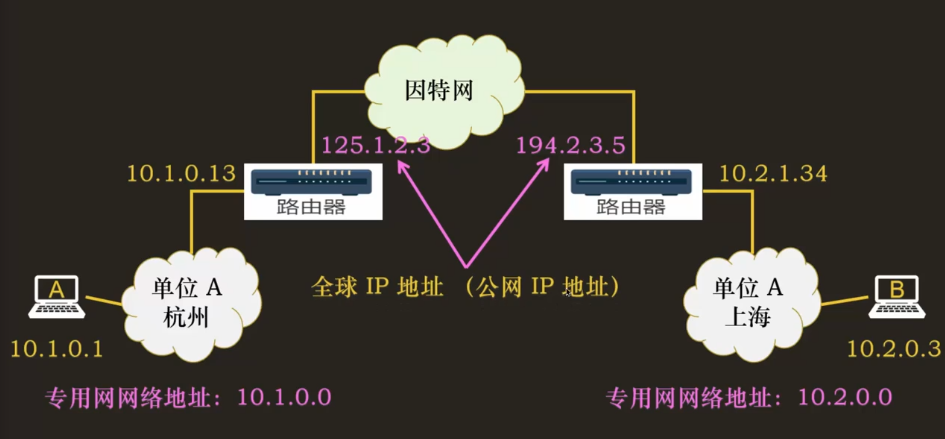 因特网
125.1.2.3
194.2.3.5
10.1.0.13
10.2.1.34
路由器
路由器
全球 IP 地址 （公网 IP 地址）
A
单位 A
杭州
单位 A
上海
B
10.1.0.1
10.2.0.3
专用网网络地址：10.1.0.0
专用网网络地址：10.2.0.0